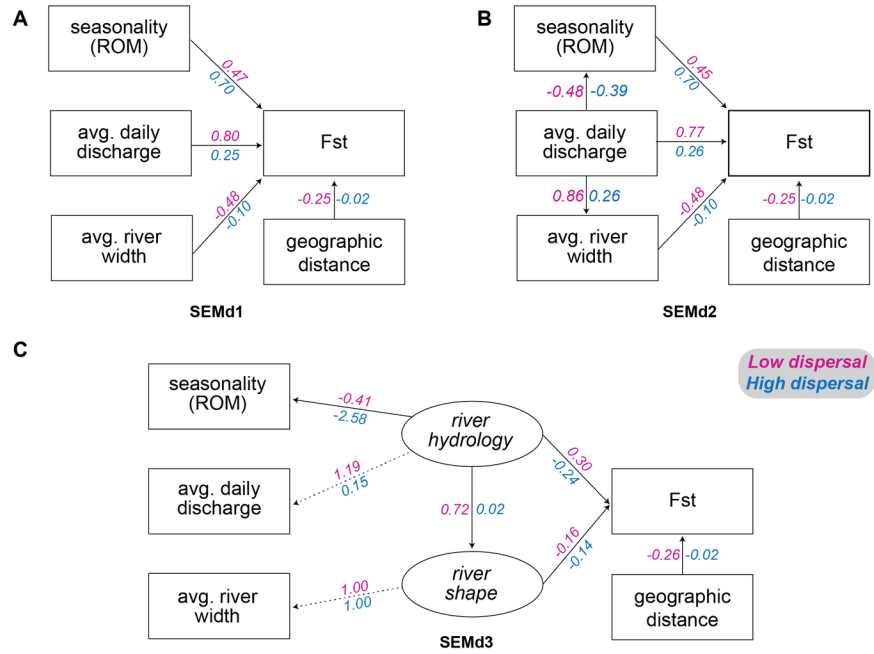 A
seasonality
(ROM)
0.47
0.70
avg. daily
discharge
0.80
0.25
Fst
-0.48
-0.10
-0.25 -0.02
avg. river
width
geographic
distance
SEMd1
B
seasonality
(ROM)
0.45
0.70
-0.48 -0.39
avg. daily
discharge
0.77
0.26
Fst
0.86 0.26
-0.48
-0.10
-0.25 -0.02
avg. river
width
geographic
distance
SEMd2
C
Low dispersal
High dispersal
seasonality
(ROM)
-0.41
-2.58
river
hydrology
1.19
0.15
0.30
-0.24
avg. daily
discharge
Fst
0.72 0.02
-0.16
-0.14
-0.26 -0.02
avg. river
width
1.00
1.00
river
shape
geographic
distance
SEMd3